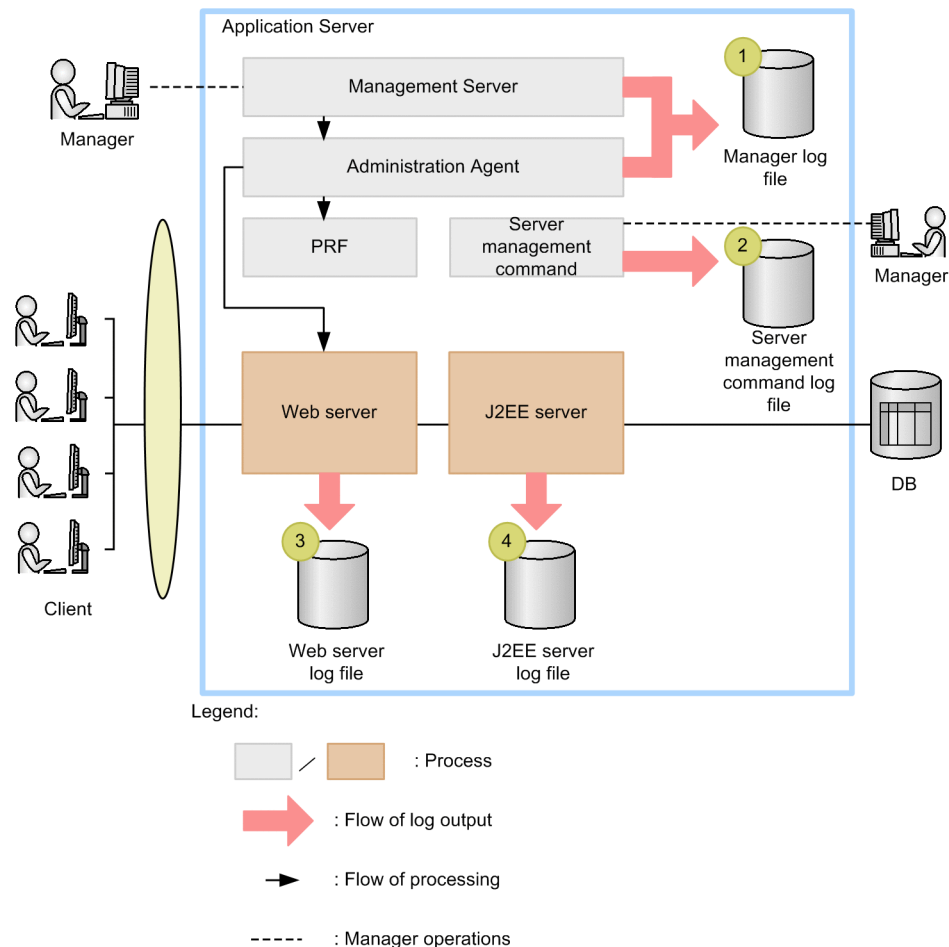 Application Server
1
Management Server
Manager
Manager log
file
Administration Agent
PRF
Server
management
command
2
Manager
Server
management
command log
file
Web server
J2EE server
DB
3
4
Client
Web server
log file
J2EE server
log file
Legend:
: Process
: Flow of log output
: Flow of processing
: Manager operations